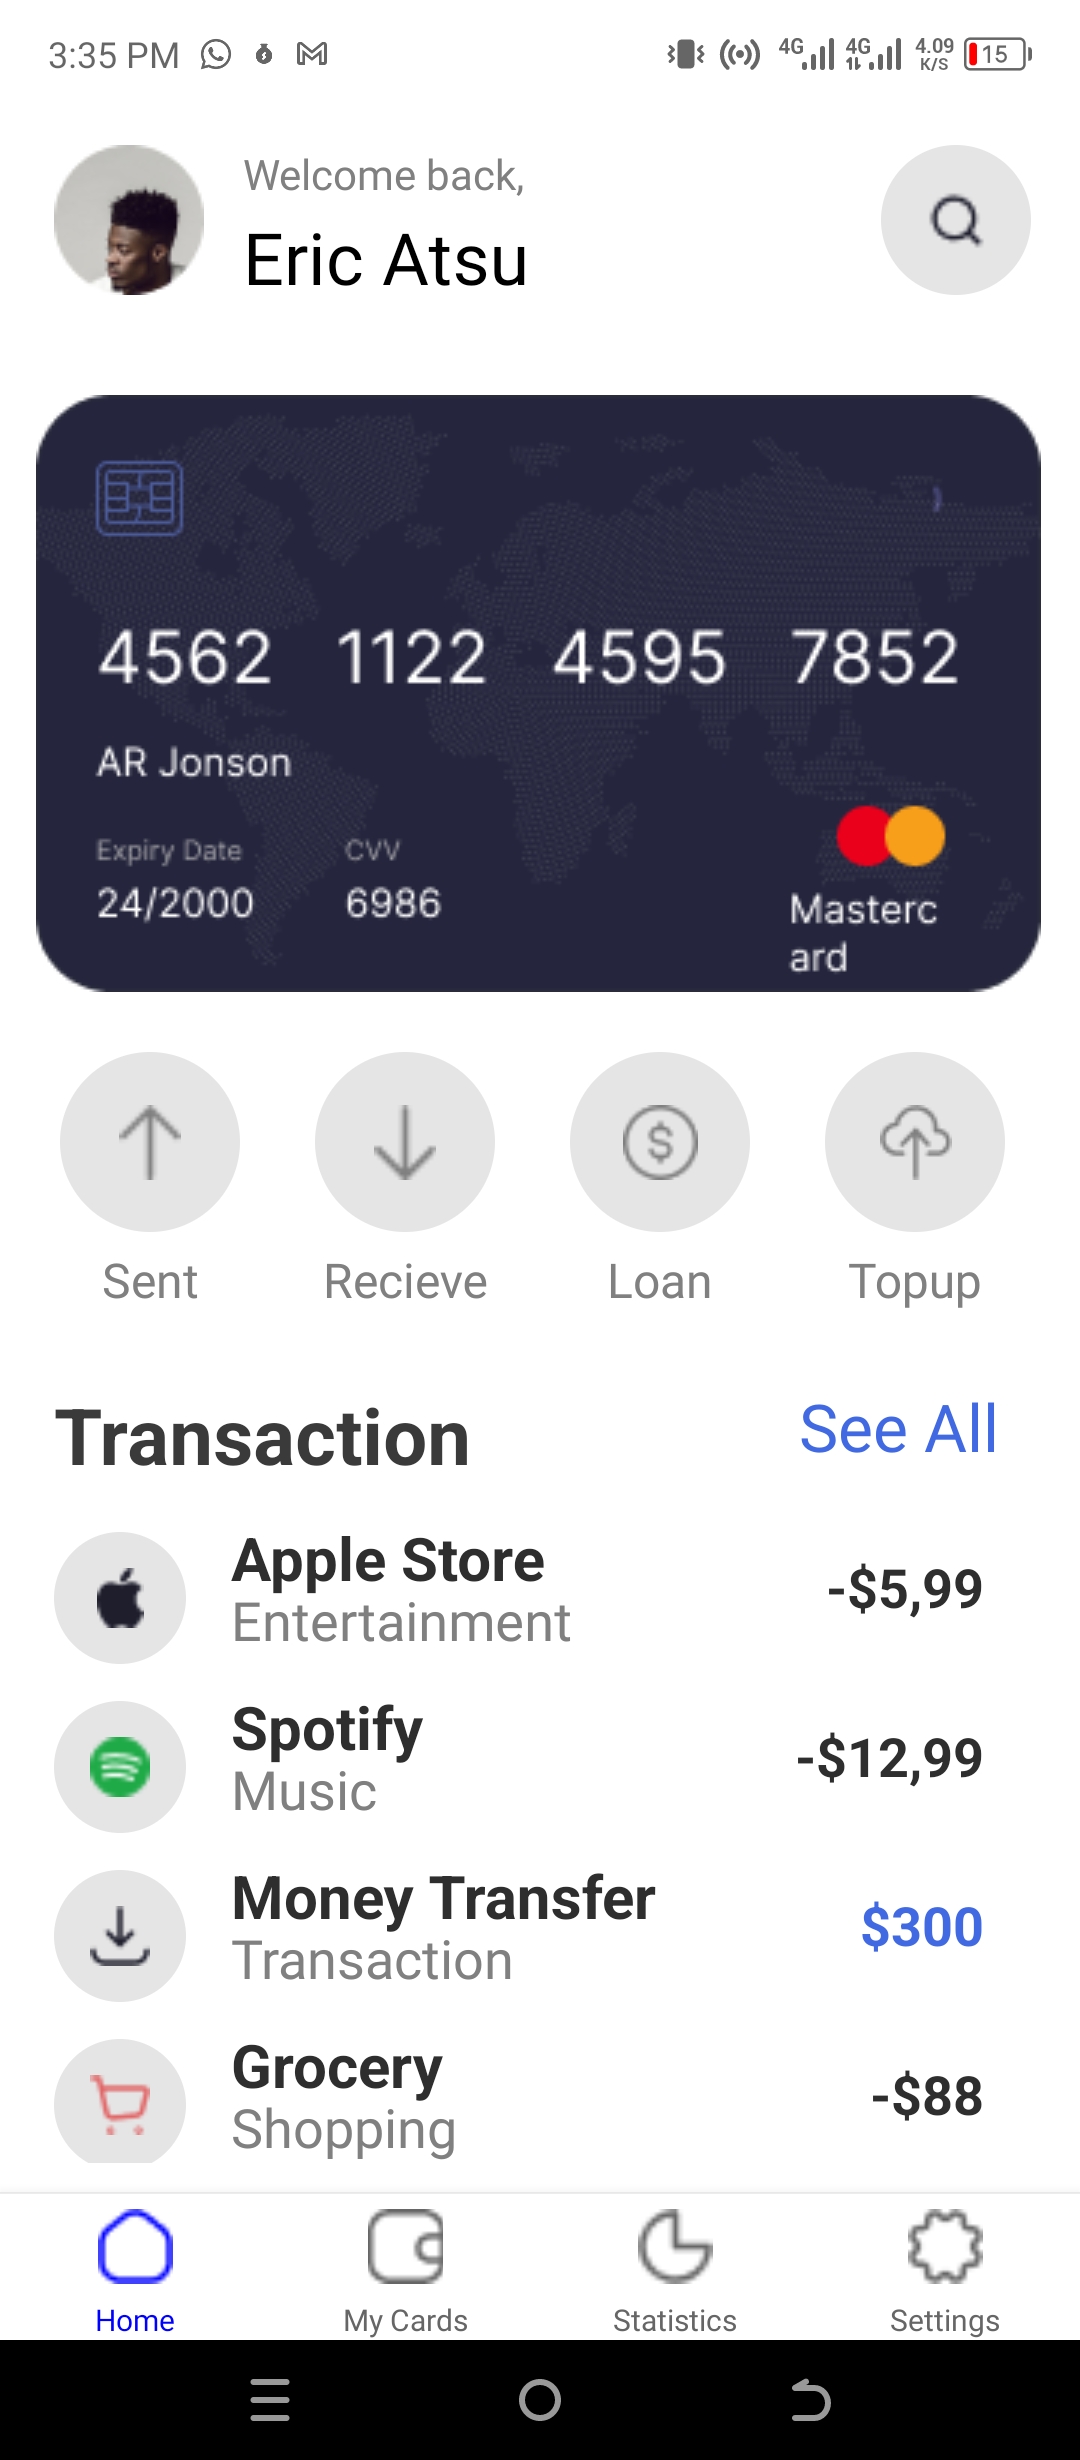 3:35 PM 4G 4G 4.09 K/S 15
Welcome back,
Eric Atsu
4562 1122 4595 7852
AR Jonson
Expiry Date CVV
24/2000 6986
Masterc
ard
Sent Recieve Loan Topup
Transaction See All
Apple Store
Entertainment
-$5,99
Spotify
Music
-$12,99
Money Transfer
Transaction
$300
Grocery
Shopping
-$88
Home My Cards Statistics Settings